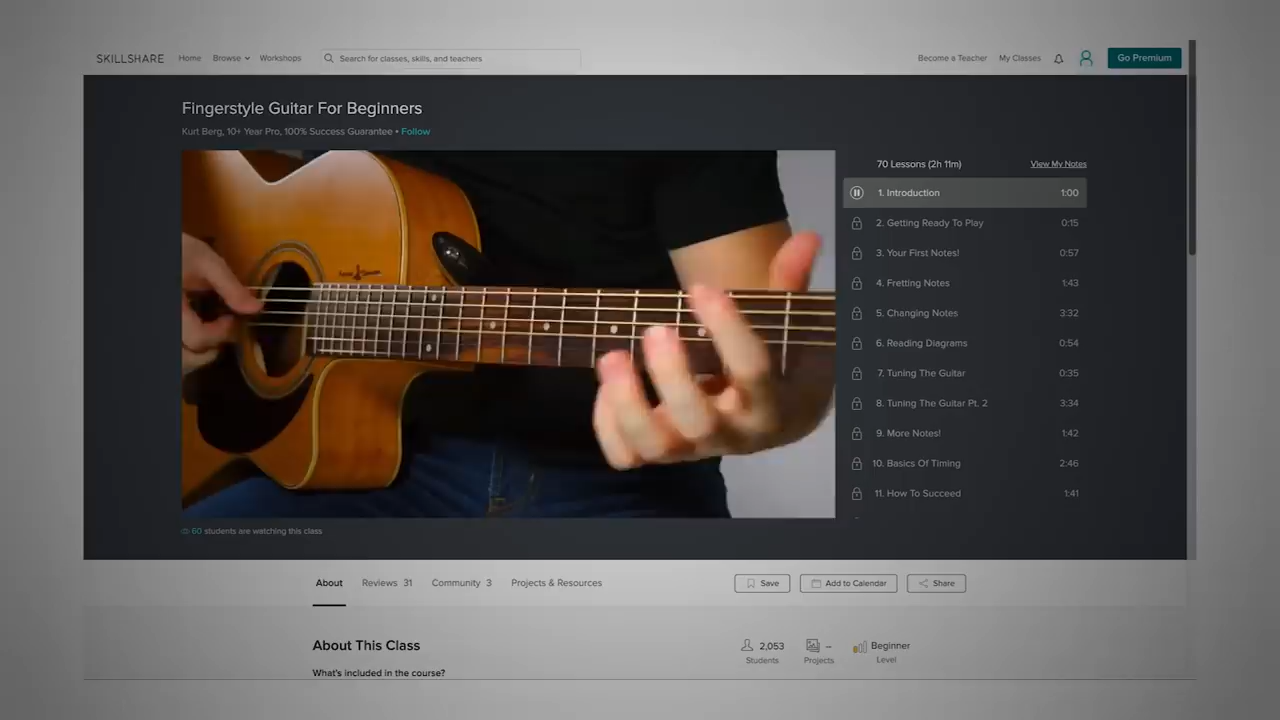 SKILLSHARE Home Browse Workshops Search for classes, skills, and teachers Become a Teacher My Classes Go Premium
Fingerstyle Guitar For Beginners
Kurt Berg, 10+ Year Pro, 100% Success Guarantee • Follow
70 Lessons (2h 11m) View My Notes
1. Introduction 1:00
2. Getting Ready To Play 0:15
3. Your First Notes! 0:57
4. Fretting Notes 1:43
5. Changing Notes 3:32
6. Reading Diagrams 0:54
7. Tuning The Guitar 0:35
8. Tuning The Guitar Pt. 2 3:34
9. More Notes! 1:42
10. Basics Of Timing 2:46
11. How To Succeed 1:41
60 students are watching this class
About Reviews 31 Community 3 Projects & Resources Save Add to Calendar Share
About This Class
2,053 -- Beginner
Students Projects Level
What's included in the course?